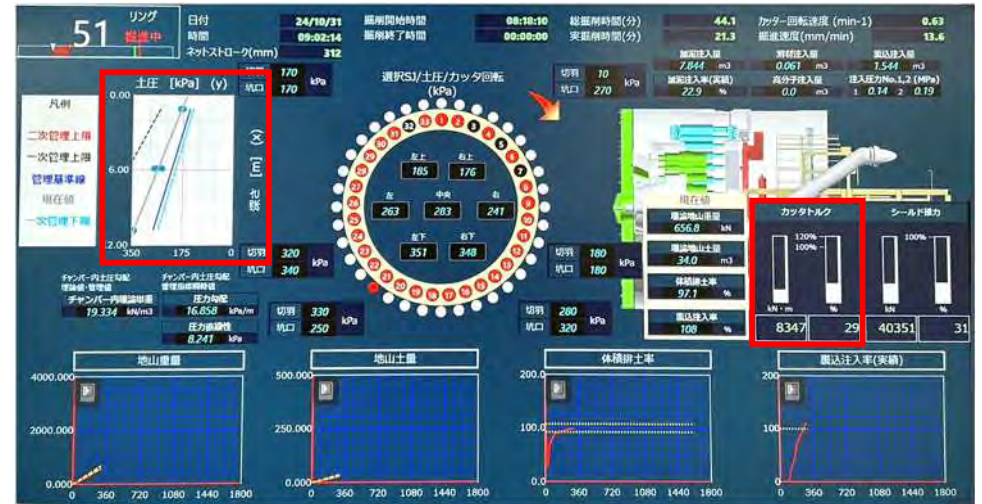 51 リング
掘進中
日付 24/10/31
時間 09:02:14
ネットストローク(mm) 312
掘削開始時間 08:18:10
掘削終了時間 00:00:00
総掘削時間(分) 44.1
実掘削時間(分) 21.3
カッター回転速度 (min-1) 0.63
掘進速度(mm/min) 13.6
加泥注入量
7.844 m3
0.061 m3
裏込注入量
1.544 m3
加泥注入率(実績)
22.9 %
高分子注入量
0.0 m3
注入圧力No.1,2 (MPa)
1 0.14 2 0.19
凡例
二次管理上限
一次管理上限
管理基準線
現在値
一次管理下限
土圧 [kPa] (y)
0.00
6.00
12.00
350 175 0
深さ [m] (x)
切羽 170
坑口 170
kPa
選択SJ/土圧/カッタ回転
(kPa)
切羽 10
坑口 270
kPa
左上 185
右上 176
左 263
中央 283
右 241
左下 351
右下 348
切羽 320
坑口 340
kPa
切羽 180
坑口 180
kPa
切羽 330
坑口 250
kPa
切羽 280
坑口 320
kPa
チャンバー内土圧勾配
理論値・管理値
チャンバー内理論単重
19.334 kN/m3
チャンバー内土圧勾配
圧力勾配
16.858 kPa/m
圧力直線性
8.241 kPa
現在値
理論地山重量
656.8 kN
理論地山土量
34.0 m3
体積排土率
97.1 %
裏込注入率
108 %
カッタトルク
120%
100%
kN・m %
8347 29
シールド推力
100%
kN %
40351 31
地山重量
4000.000
2000.000
0.000
0 360 720 1080 1440 1800
地山土量
500.000
250.000
0.000
0 360 720 1080 1440 1800
体積排土率
200.0
100.0
0.0
0 360 720 1080 1440 1800
裏込注入率(実績)
200
100
0
0 360 720 1080 1440 1800